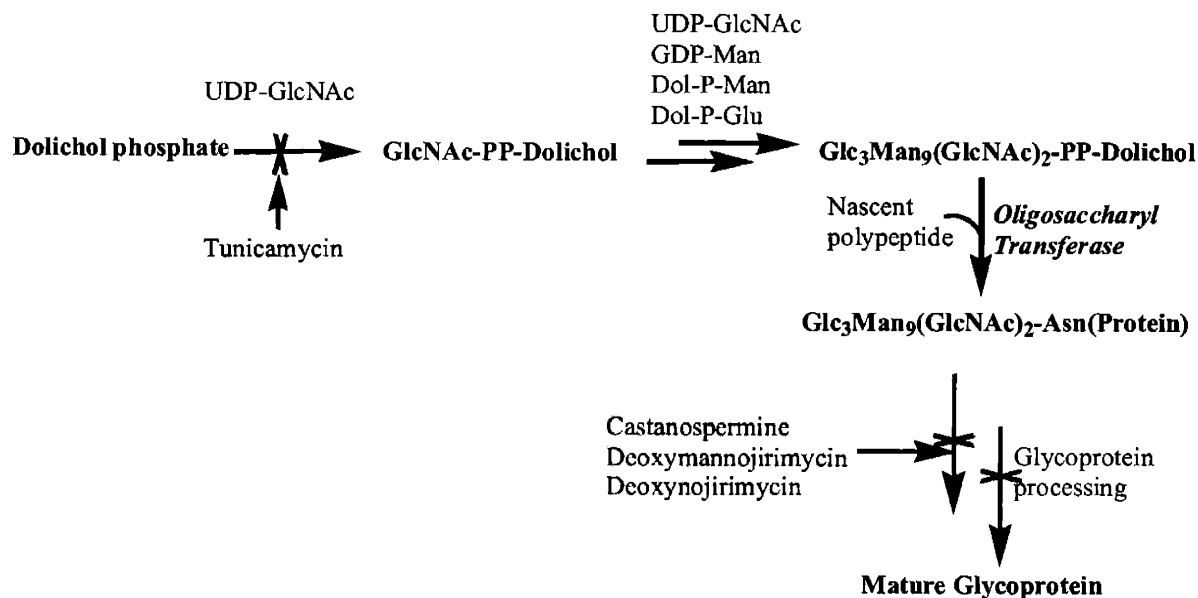 UDP-GlcNAc
GDP-Man
Dol-P-Man
Dol-P-Glu
UDP-GlcNAc
Dolichol phosphate
GlcNAc-PP-Dolichol
Glc3Man9(GlcNAc)2-PP-Dolichol
Tunicamycin
Nascent
polypeptide
Oligosaccharyl
Transferase
Glc3Man9(GlcNAc)2-Asn(Protein)
Castanospermine
Deoxymannojirimycin
Deoxynojirimycin
Glycoprotein
processing
Mature Glycoprotein